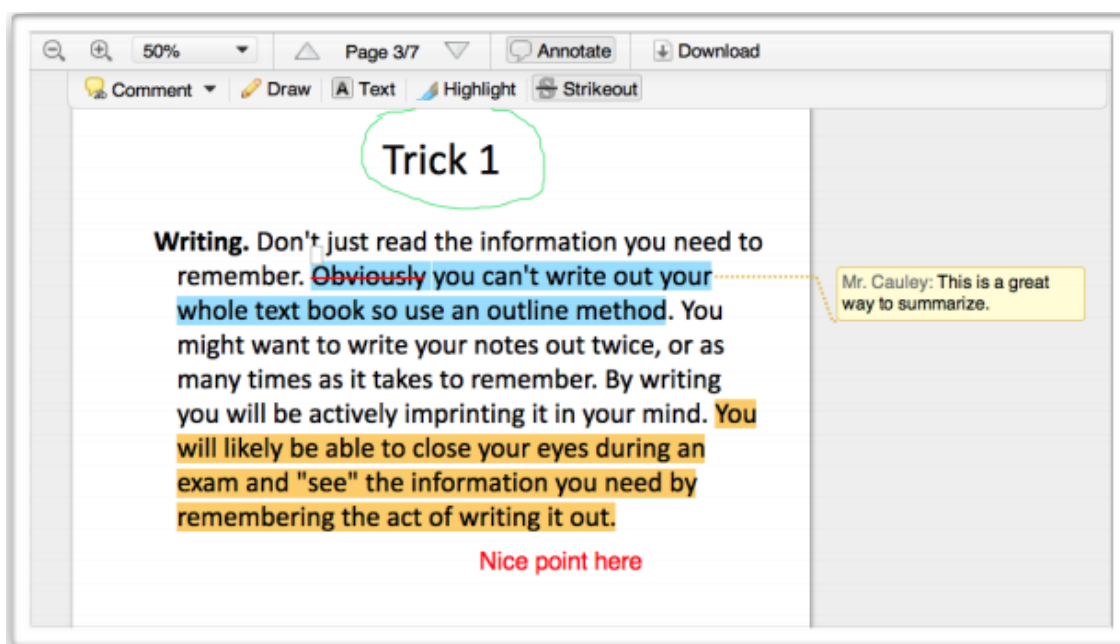 50% Page 3/7 Annotate Download
Comment Draw A Text Highlight S Strikeout
Trick 1
Writing. Don't just read the information you need to
remember. Obviously you can't write out your
whole text book so use an outline method. You
might want to write your notes out twice, or as
many times as it takes to remember. By writing
you will be actively imprinting it in your mind. You
will likely be able to close your eyes during an
exam and "see" the information you need by
remembering the act of writing it out.
Mr. Cauley: This is a great
way to summarize.
Nice point here